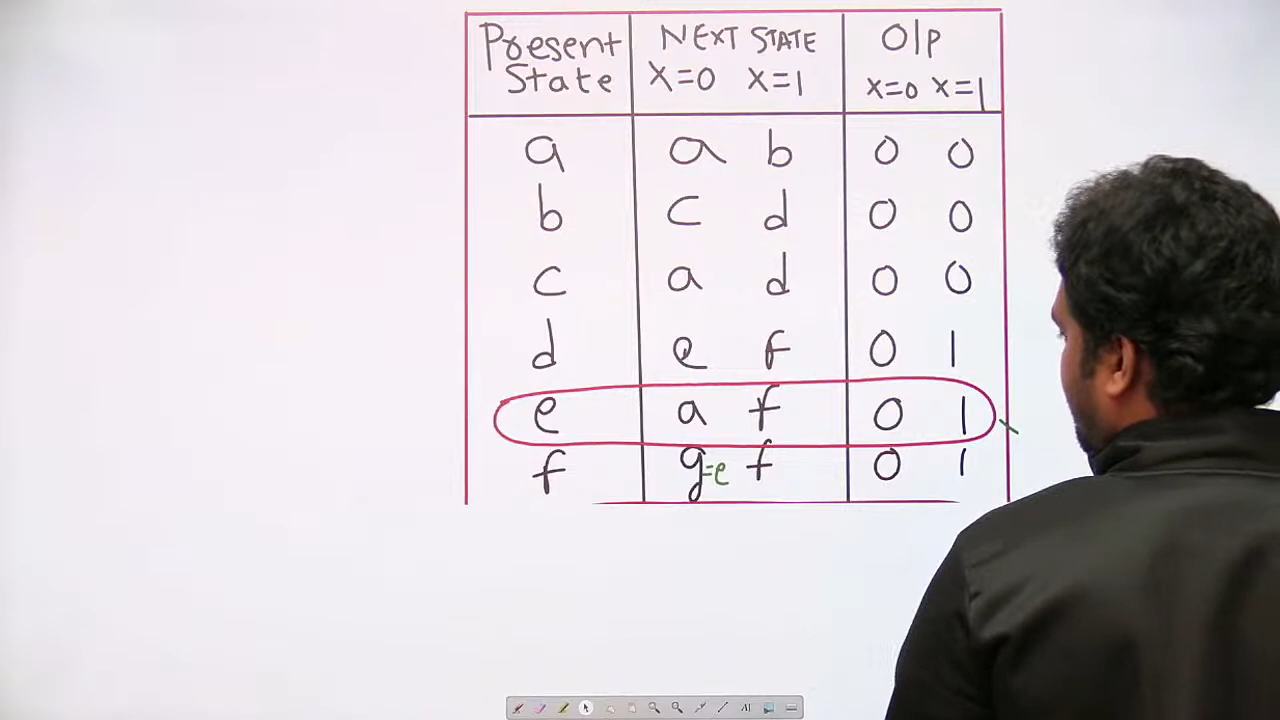 Present State NEXT STATE O/p
X=0 X=1 X=0 X=1
a a b 0 0
b c d 0 0
c a d 0 0
d e f 0 1
e a f 0 1
f g=e f 0 1
AI